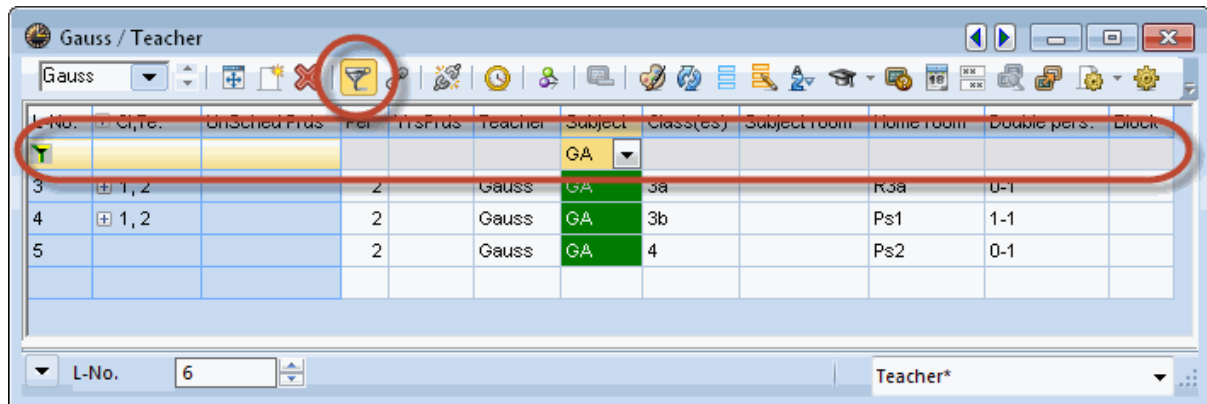 Gauss / Teacher
Gauss
L-No. Cl,Te. UnSched Prds Per YrsPrds Teacher Subject Class(es) Subject room Home room Double pers. Block
GA
3 1, 2 2 Gauss GA 3a R3a 0-1
4 1, 2 2 Gauss GA 3b Ps1 1-1
5 2 Gauss GA 4 Ps2 0-1
L-No. 6 Teacher*